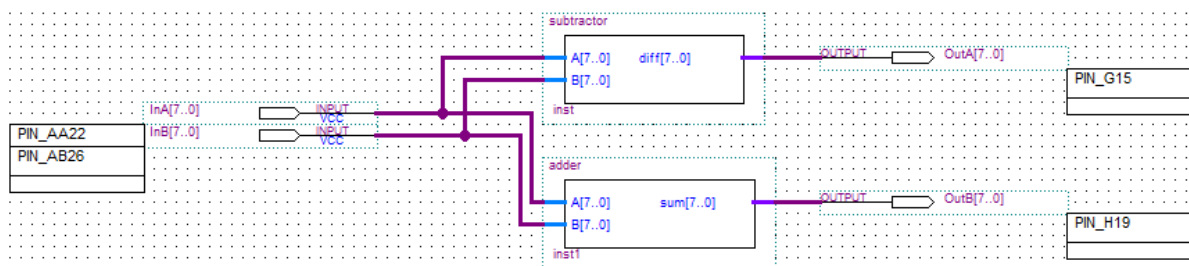 subtractor
A[7..0] diff[7..0]
B[7..0]
inst
OUTPUT OutA[7..0]
PIN_G15
InA[7..0] INPUT
VCC
InB[7..0] INPUT
VCC
PIN_AA22
PIN_AB26
adder
A[7..0] sum[7..0]
B[7..0]
inst1
OUTPUT OutB[7..0]
PIN_H19